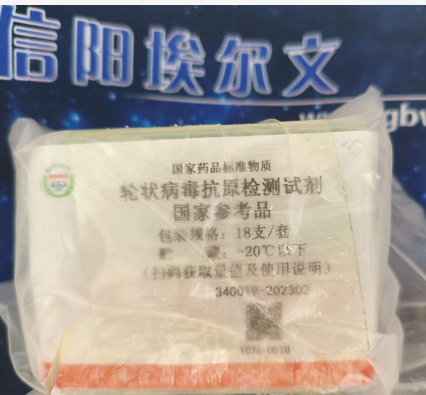 信阳埃尔文
国家药品标准物质
轮状病毒抗原检测试剂
国家参考品
包装规格：18支/套
贮 藏：-20℃以下
（扫码获取量值及使用说明）
340019-202303